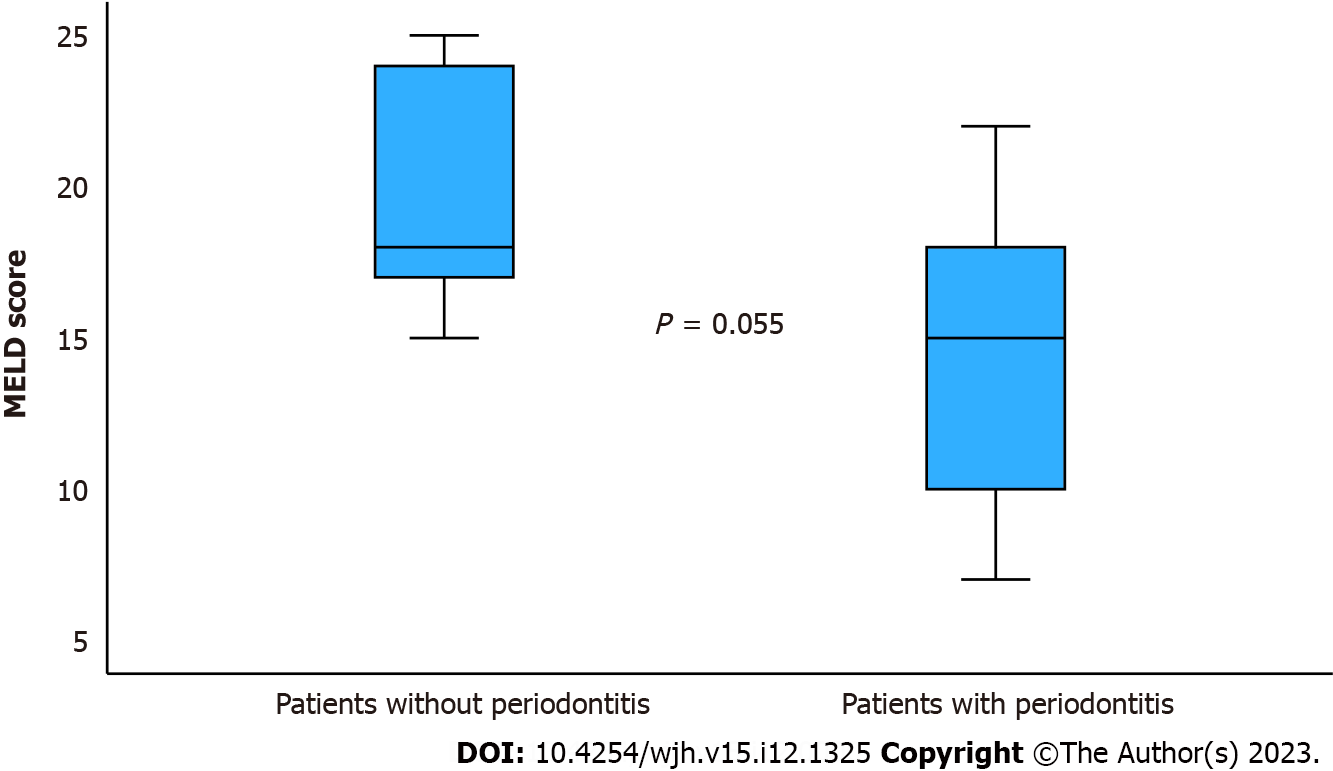 25
20
15
10
5
MELD score
P = 0.055
Patients without periodontitis
Patients with periodontitis
DOI: 10.4254/wjh.v15.i12.1325 Copyright ©The Author(s) 2023.